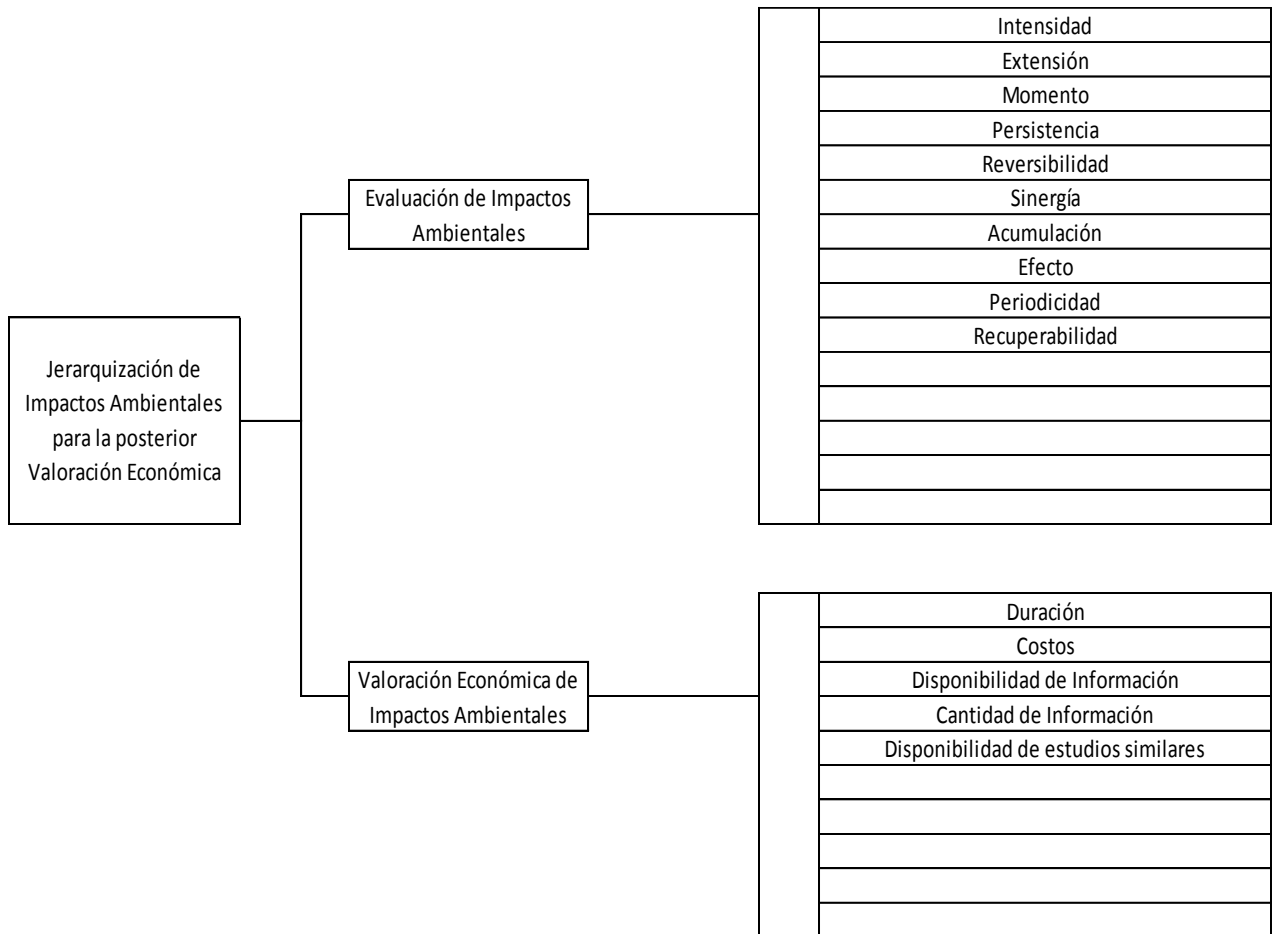 Jerarquización de
Impactos Ambientales
para la posterior
Valoración Económica
Evaluación de Impactos
Ambientales
Intensidad
Extensión
Momento
Persistencia
Reversibilidad
Sinergía
Acumulación
Efecto
Periodicidad
Recuperabilidad
Valoración Económica de
Impactos Ambientales
Duración
Costos
Disponibilidad de Información
Cantidad de Información
Disponibilidad de estudios similares